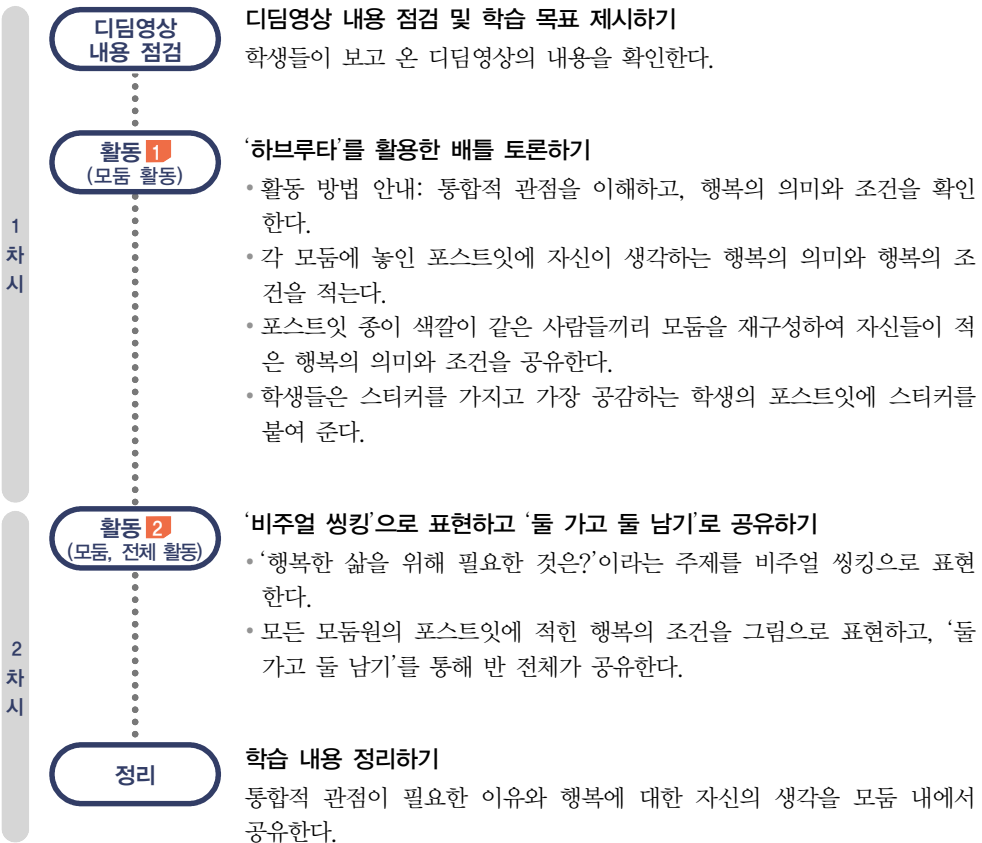 1
차
시
디딤영상
내용 점검
디딤영상 내용 점검 및 학습 목표 제시하기
학생들이 보고 온 디딤영상의 내용을 확인한다.
활동 1
(모둠 활동)
‘하브루타’를 활용한 배틀 토론하기
• 활동 방법 안내: 통합적 관점을 이해하고, 행복의 의미와 조건을 확인
한다.
• 각 모둠에 놓인 포스트잇에 자신이 생각하는 행복의 의미와 행복의 조
건을 적는다.
• 포스트잇 종이 색깔이 같은 사람들끼리 모둠을 재구성하여 자신들이 적
은 행복의 의미와 조건을 공유한다.
• 학생들은 스티커를 가지고 가장 공감하는 학생의 포스트잇에 스티커를
붙여 준다.
2
차
시
활동 2
(모둠, 전체 활동)
‘비주얼 씽킹’으로 표현하고 ‘둘 가고 둘 남기’로 공유하기
• ‘행복한 삶을 위해 필요한 것은?’이라는 주제를 비주얼 씽킹으로 표현
한다.
• 모든 모둠원의 포스트잇에 적힌 행복의 조건을 그림으로 표현하고, ‘둘
가고 둘 남기’를 통해 반 전체가 공유한다.
정리
학습 내용 정리하기
통합적 관점이 필요한 이유와 행복에 대한 자신의 생각을 모둠 내에서
공유한다.